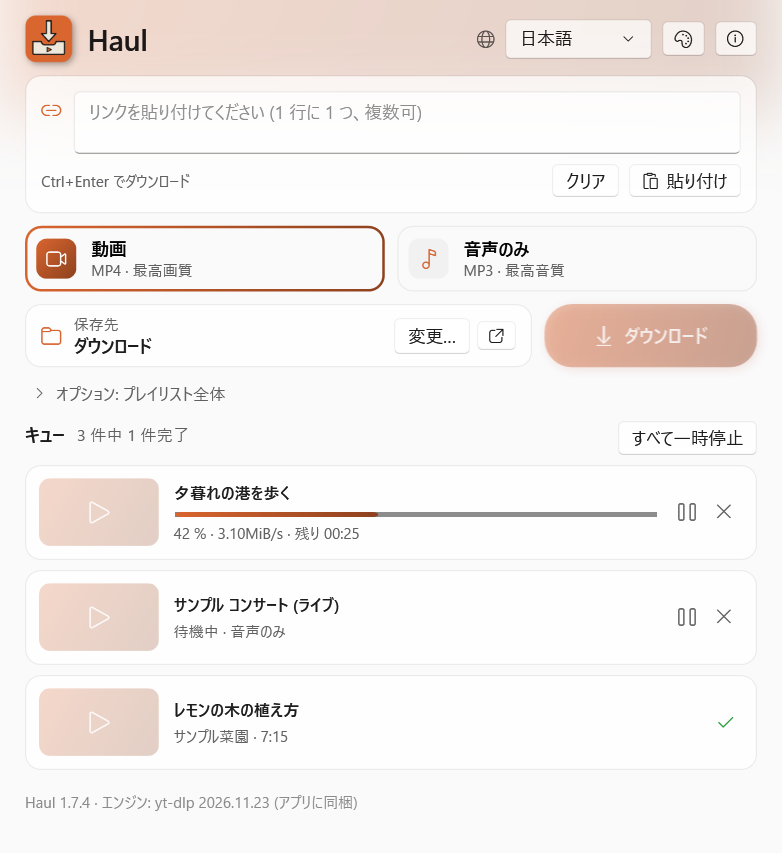 Haul
日本語
リンクを貼り付けてください (1 行に 1 つ、複数可)
Ctrl+Enter でダウンロード
クリア
貼り付け
動画
MP4 · 最高画質
音声のみ
MP3 · 最高音質
保存先
ダウンロード
変更...
ダウンロード
オプション: プレイリスト全体
キュー 3 件中 1 件完了
すべて一時停止
夕暮れの港を歩く
42 % · 3.10MiB/s · 残り 00:25
サンプル コンサート (ライブ)
待機中 · 音声のみ
レモンの木の植え方
サンプル菜園 · 7:15
Haul 1.7.4 · エンジン: yt-dlp 2026.11.23 (アプリに同梱)